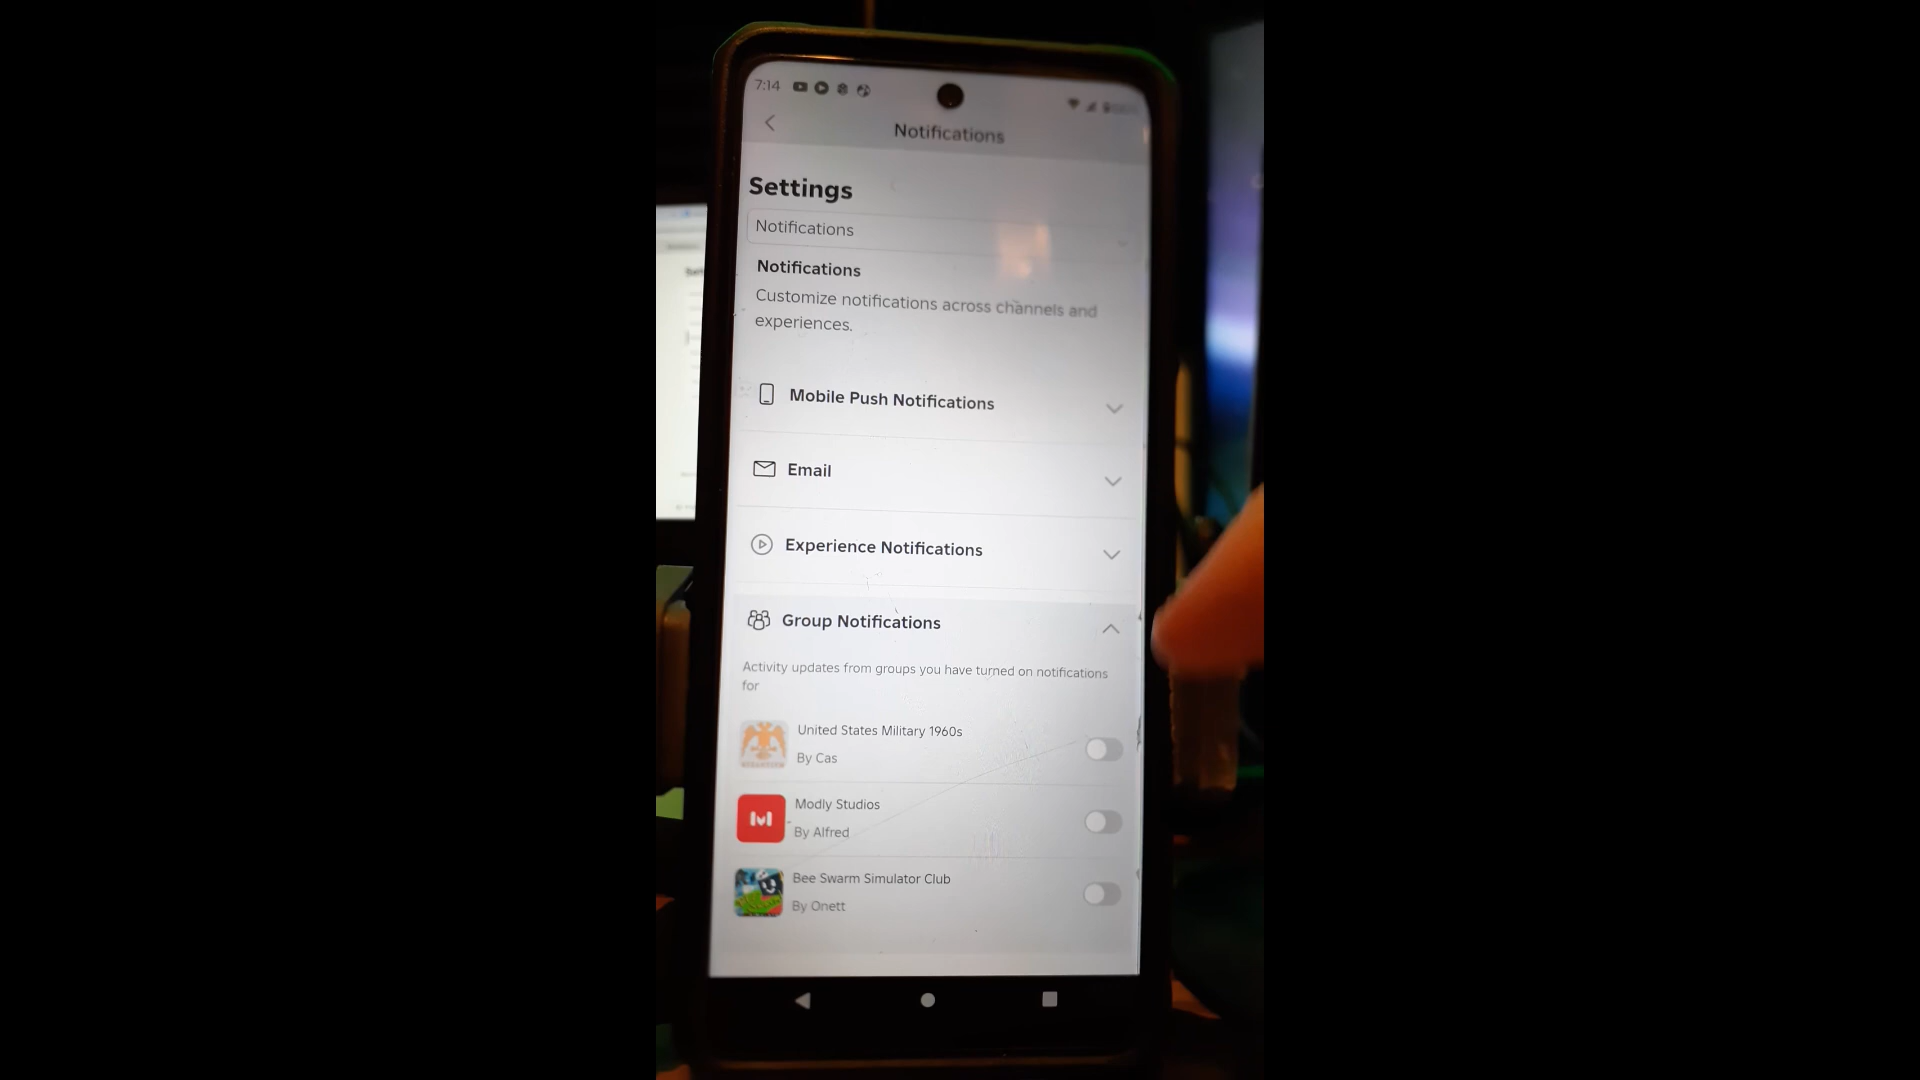 7:14
Notifications
Settings
Notifications
Notifications
Customize notifications across channels and
experiences.
Mobile Push Notifications
Email
Experience Notifications
Group Notifications
Activity updates from groups you have turned on notifications
for
United States Military 1960s
By Cas
Modly Studios
By Alfred
Bee Swarm Simulator Club
By Onett